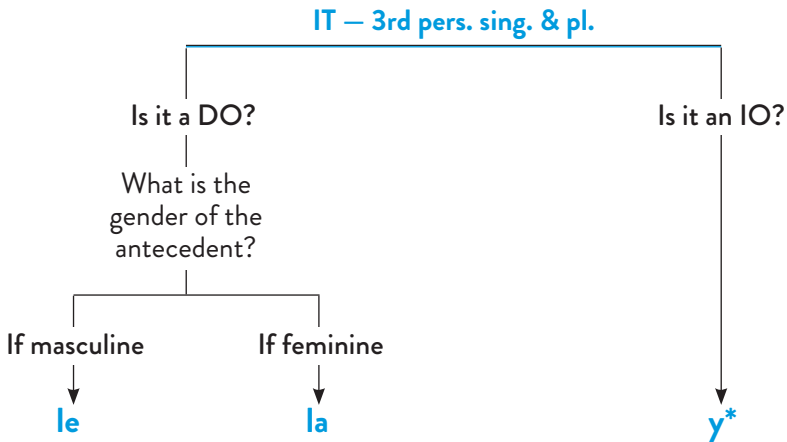 IT — 3rd pers. sing. & pl.
Is it a DO?
Is it an IO?
What is the
gender of the
antecedent?
If masculine
If feminine
le
la
y*